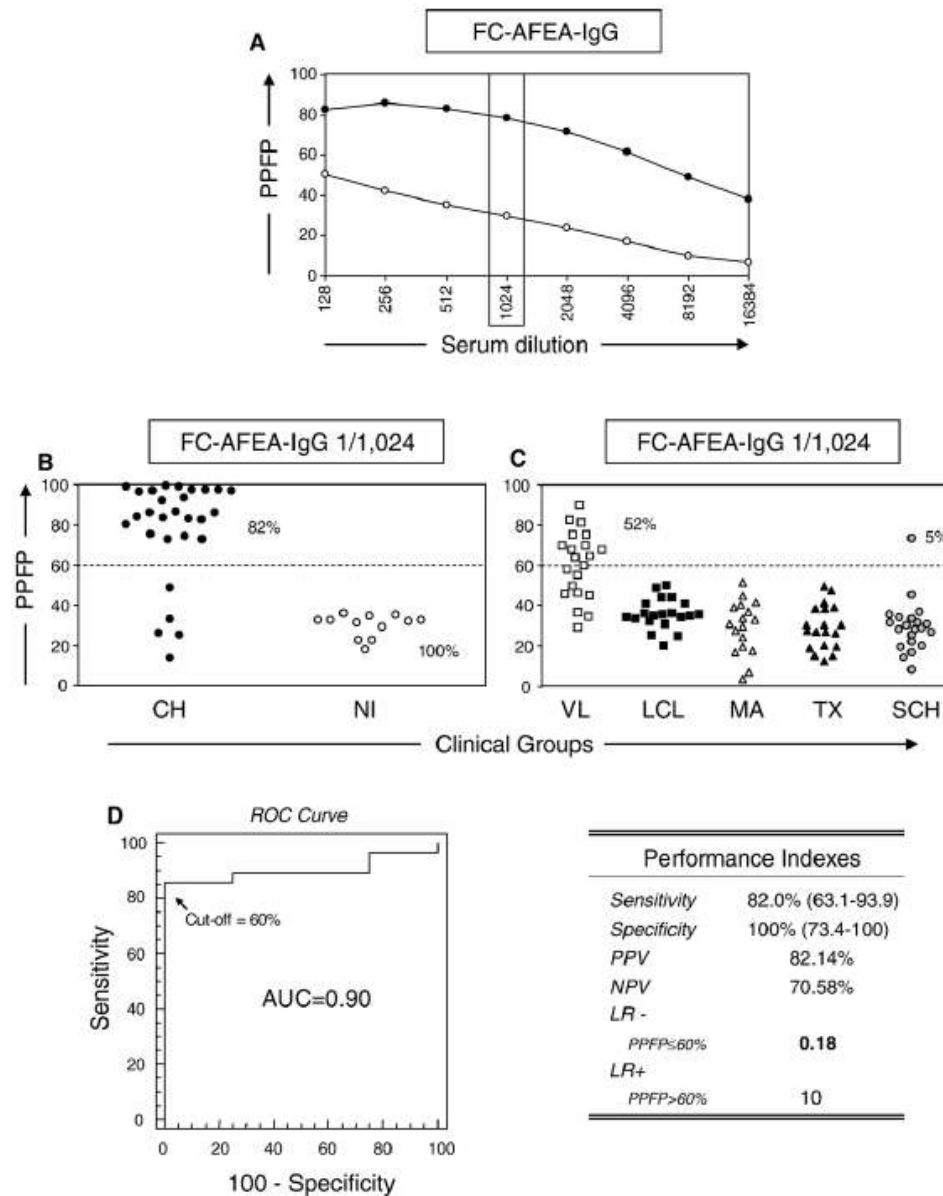 FC-AFEA-IgG
A
PPFP
100
80
60
40
20
0
128
256
512
1024
2048
4096
8192
16384
Serum dilution
FC-AFEA-IgG 1/1,024
B
PPFP
100
80
60
40
20
0
82%
100%
CH
NI
FC-AFEA-IgG 1/1,024
C
100
80
60
40
20
0
52%
5%
VL
LCL
MA
TX
SCH
Clinical Groups
D
ROC Curve
Sensitivity
100
80
60
40
20
0
Cut-off = 60%
AUC=0.90
0 20 40 60 80 100
100 - Specificity
Performance Indexes
Sensitivity 82.0% (63.1-93.9)
Specificity 100% (73.4-100)
PPV 82.14%
NPV 70.58%
LR -
PPFP≤60% 0.18
LR+
PPFP>60% 10